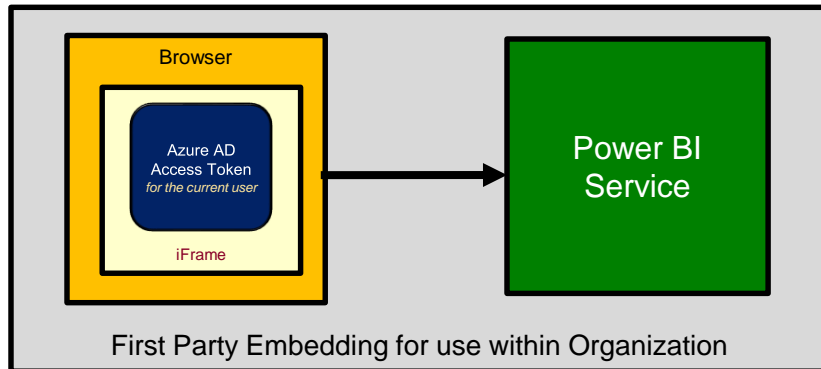 Browser
Azure AD
Access Token
for the current user
iFrame
Power BI
Service
First Party Embedding for use within Organization